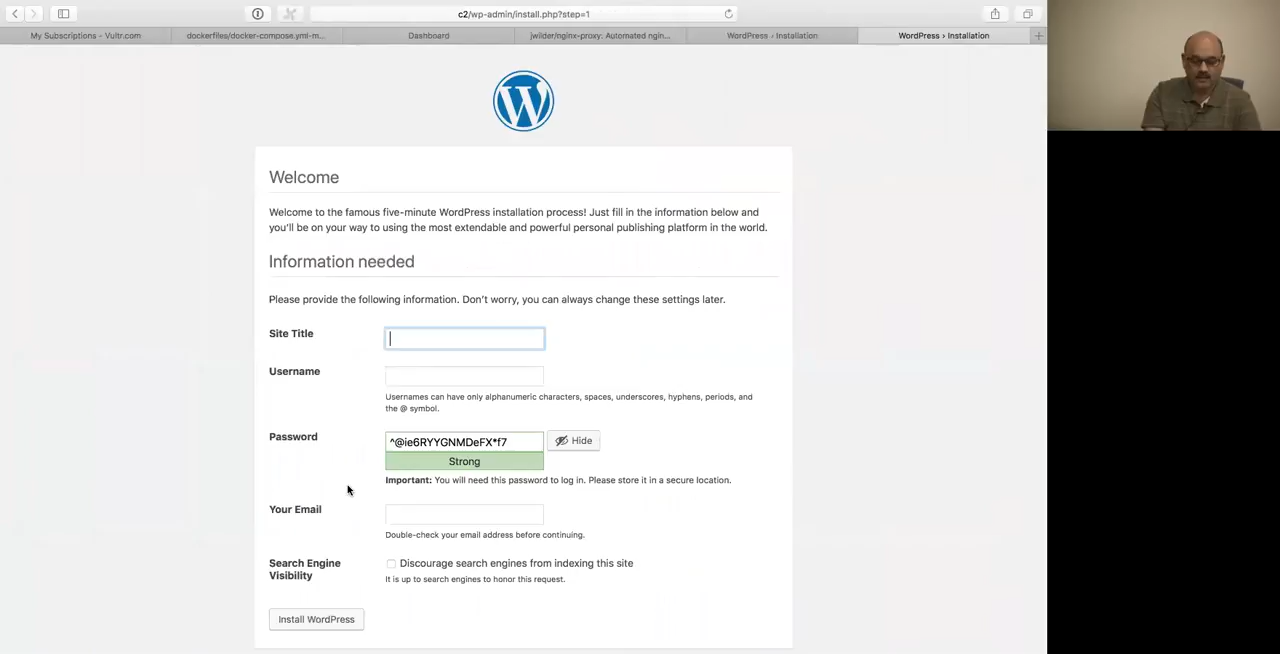 c2/wp-admin/install.php?step=1
My Subscriptions - Vultr.com
dockerfiles/docker-compose.yml-m...
Dashboard
jwilder/nginx-proxy: Automated ngin...
WordPress › Installation
WordPress › Installation
Welcome
Welcome to the famous five-minute WordPress installation process! Just fill in the information below and
you'll be on your way to using the most extendable and powerful personal publishing platform in the world.
Information needed
Please provide the following information. Don't worry, you can always change these settings later.
Site Title
Username
Usernames can have only alphanumeric characters, spaces, underscores, hyphens, periods, and
the @ symbol.
Password
^@ie6RYYGNMDeFX*f7
Hide
Strong
Important: You will need this password to log in. Please store it in a secure location.
Your Email
Double-check your email address before continuing.
Search Engine
Visibility
Discourage search engines from indexing this site
It is up to search engines to honor this request.
Install WordPress